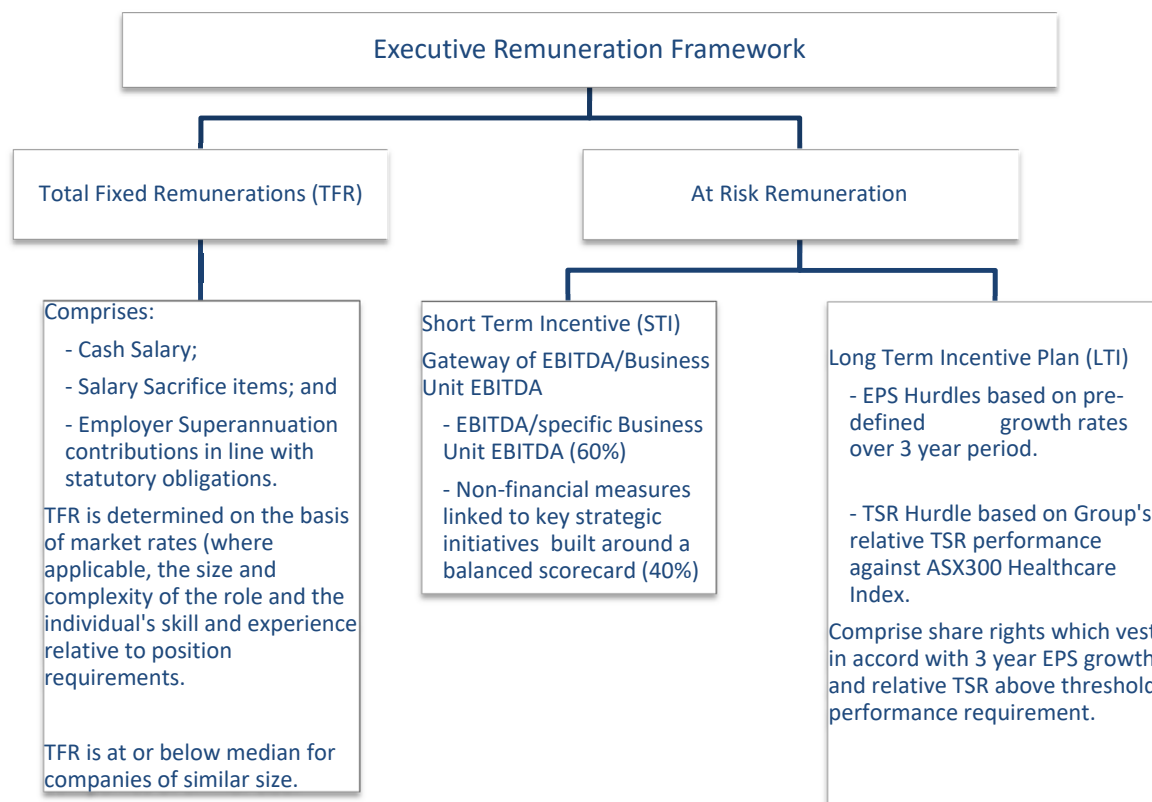 Executive Remuneration Framework
Total Fixed Remunerations (TFR)
At Risk Remuneration
Comprises:
- Cash Salary;
- Salary Sacrifice items; and
- Employer Superannuation
contributions in line with
statutory obligations.
TFR is determined on the basis
of market rates (where
applicable, the size and
complexity of the role and the
individual's skill and experience
relative to position
requirements.
TFR is at or below median for
companies of similar size.
Short Term Incentive (STI)
Gateway of EBITDA/Business
Unit EBITDA
- EBITDA/specific Business
Unit EBITDA (60%)
- Non-financial measures
linked to key strategic
initiatives built around a
balanced scorecard (40%)
Long Term Incentive Plan (LTI)
- EPS Hurdles based on pre-
defined growth rates
over 3 year period.
- TSR Hurdle based on Group's
relative TSR performance
against ASX300 Healthcare
Index.
Comprise share rights which vest
in accord with 3 year EPS growth
and relative TSR above threshold
performance requirement.